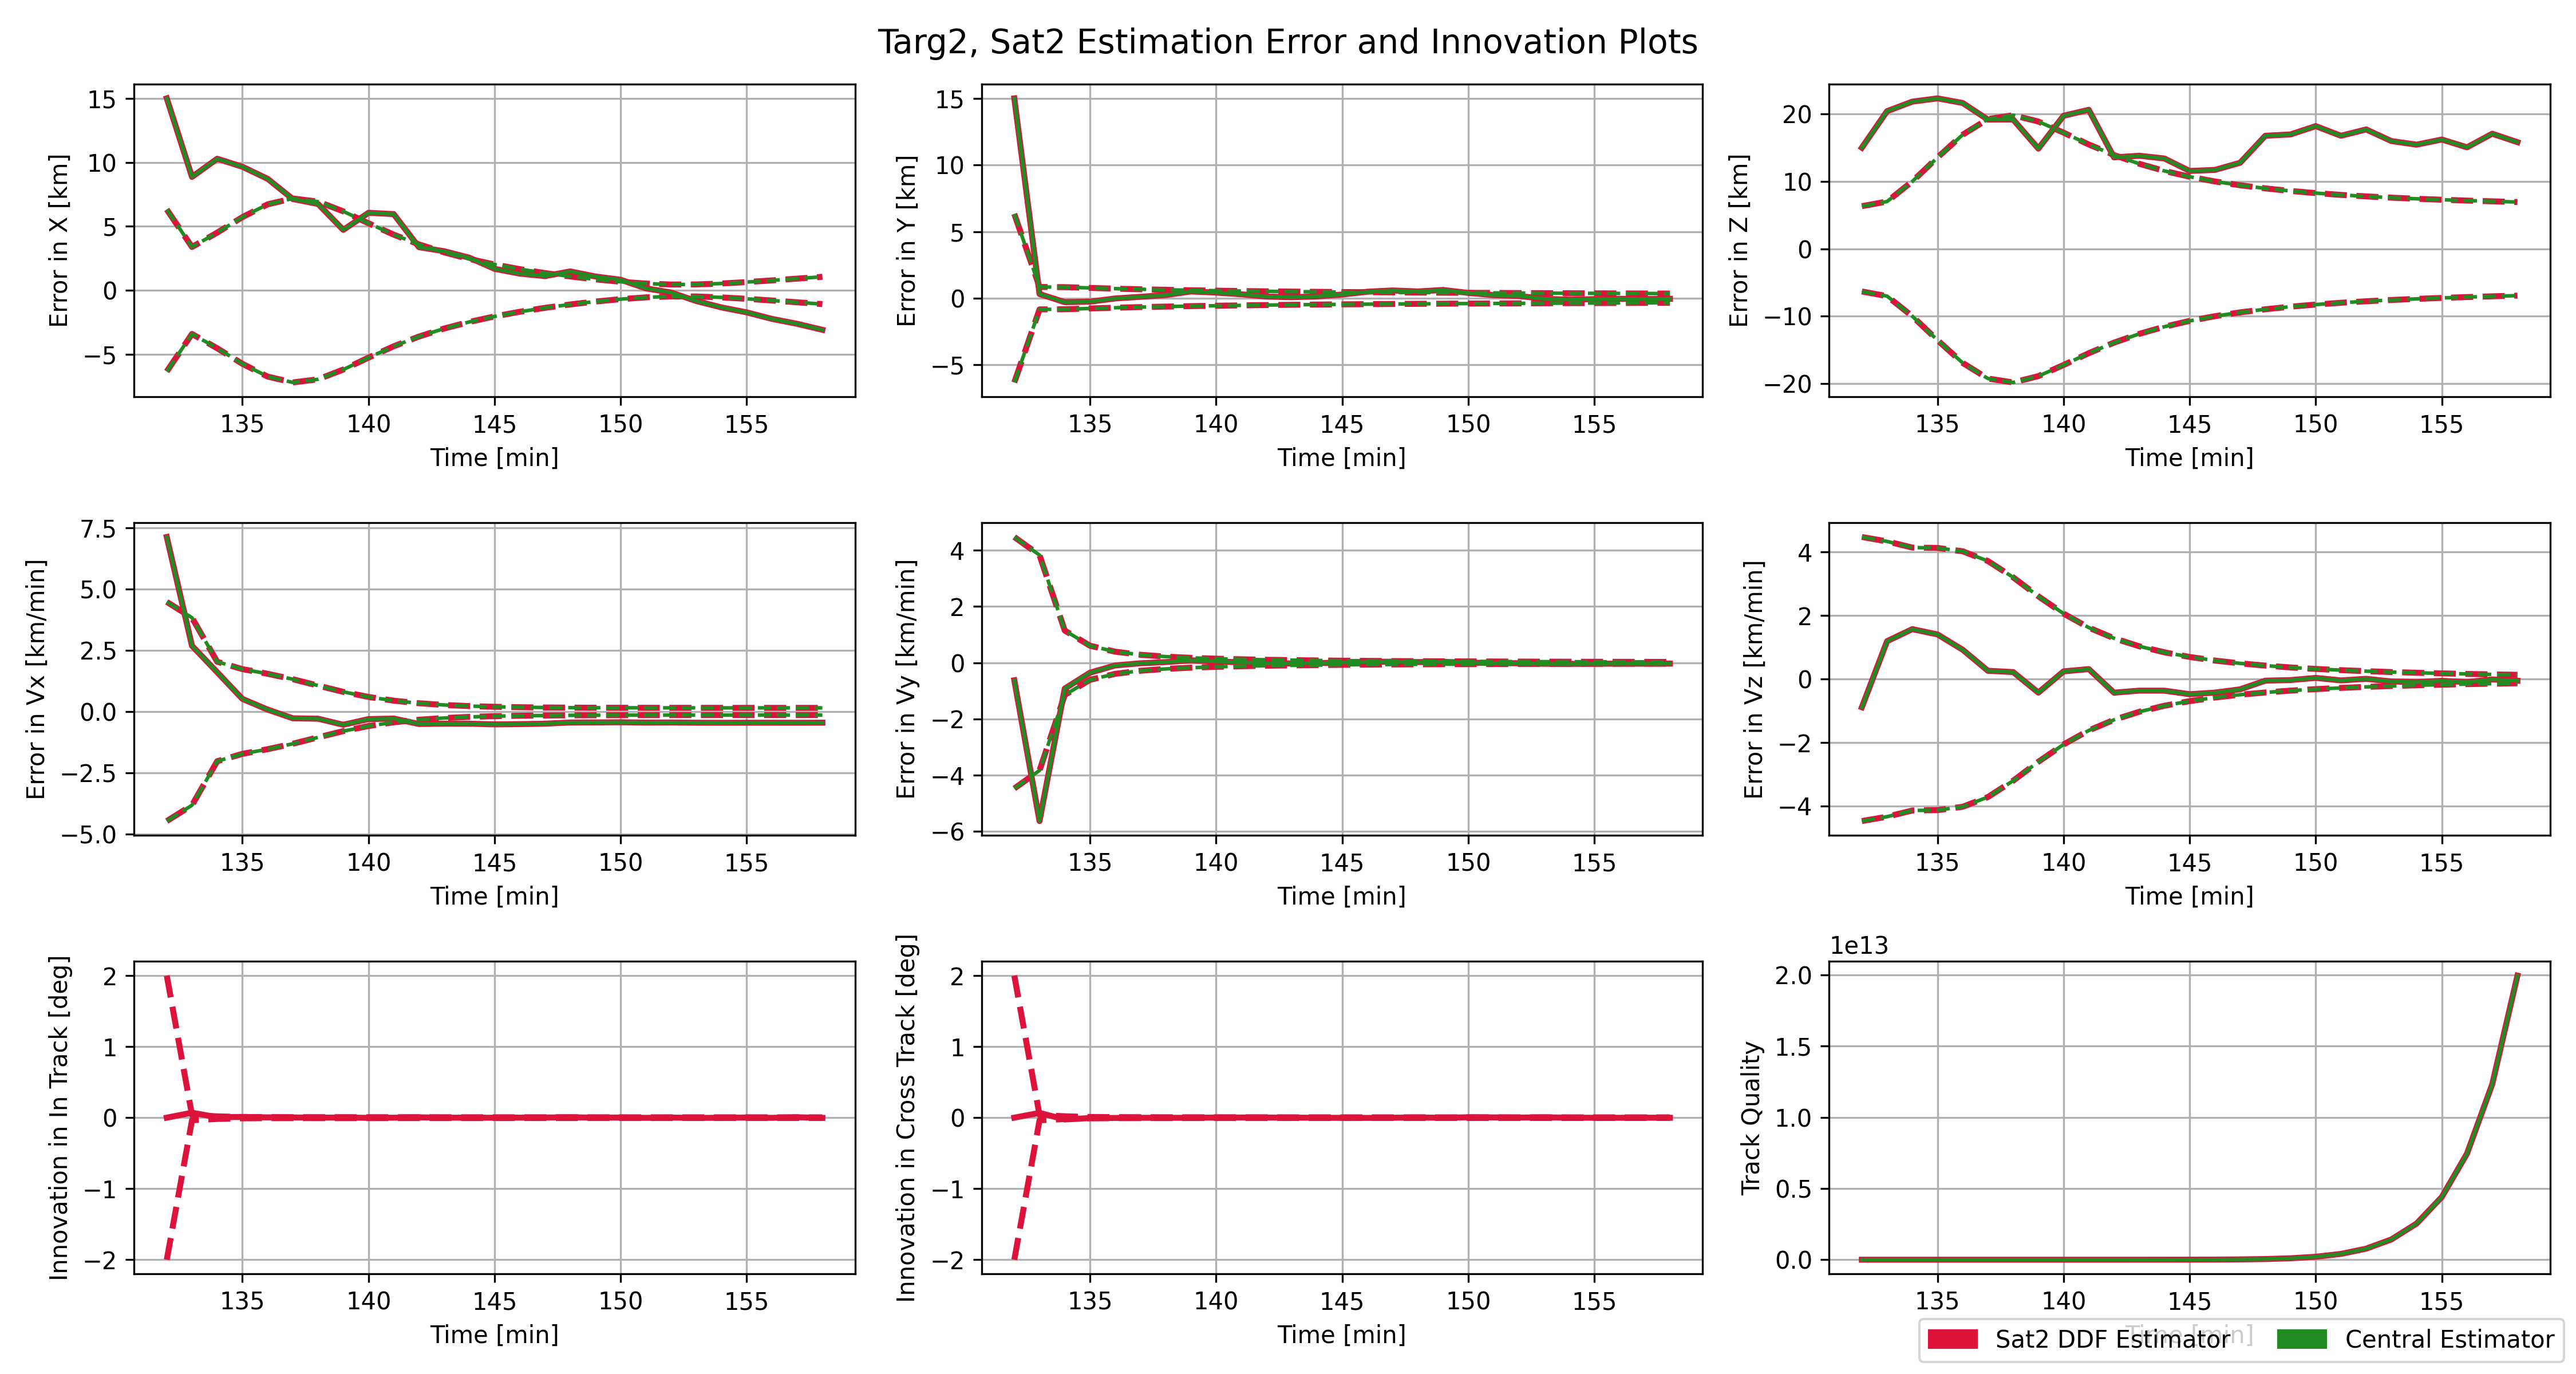 Targ2, Sat2 Estimation Error and Innovation Plots
Error in X [km]
15
10
5
0
−5
135 140 145 150 155
Time [min]
Error in Y [km]
15
10
5
0
−5
135 140 145 150 155
Time [min]
Error in Z [km]
20
10
0
−10
−20
135 140 145 150 155
Time [min]
Error in Vx [km/min]
7.5
5.0
2.5
0.0
−2.5
−5.0
135 140 145 150 155
Time [min]
Error in Vy [km/min]
4
2
0
−2
−4
−6
135 140 145 150 155
Time [min]
Error in Vz [km/min]
4
2
0
−2
−4
135 140 145 150 155
Time [min]
Innovation in In Track [deg]
2
1
0
−1
−2
135 140 145 150 155
Time [min]
Innovation in Cross Track [deg]
2
1
0
−1
−2
135 140 145 150 155
Time [min]
1e13
Track Quality
2.0
1.5
1.0
0.5
0.0
135 140 145 150 155
Time [min]
Sat2 DDF Estimator
Central Estimator